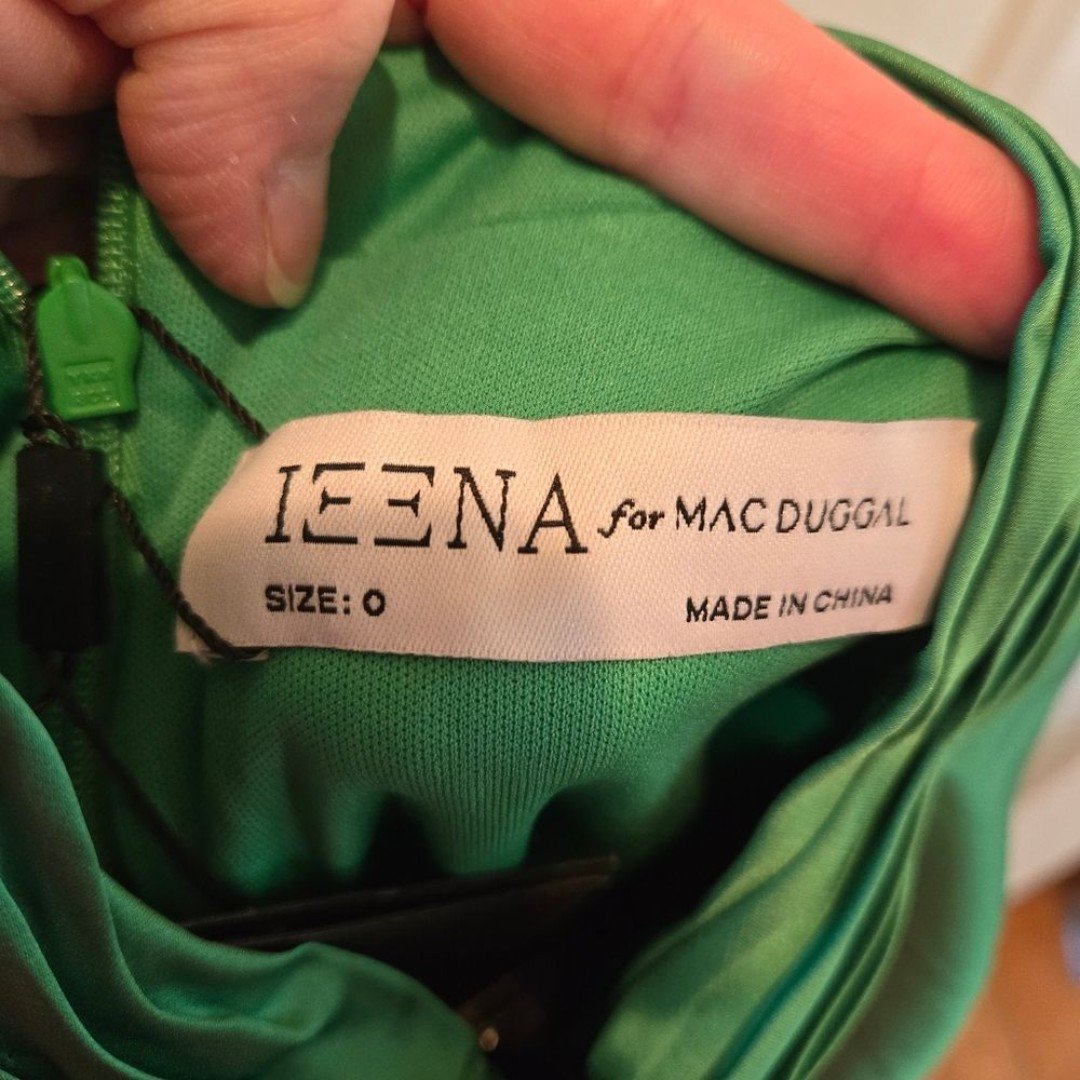 IEENA for MAC DUGGAL
SIZE: 0
MADE IN CHINA